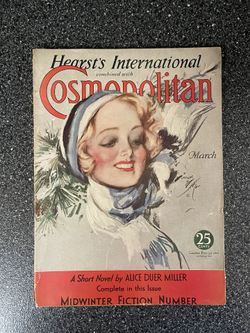 Hearst's International
combined with
Cosmopolitan
March
25
A Short Novel by ALICE DUER MILLER
Complete in this Issue
MIDWINTER FICTION NUMBER